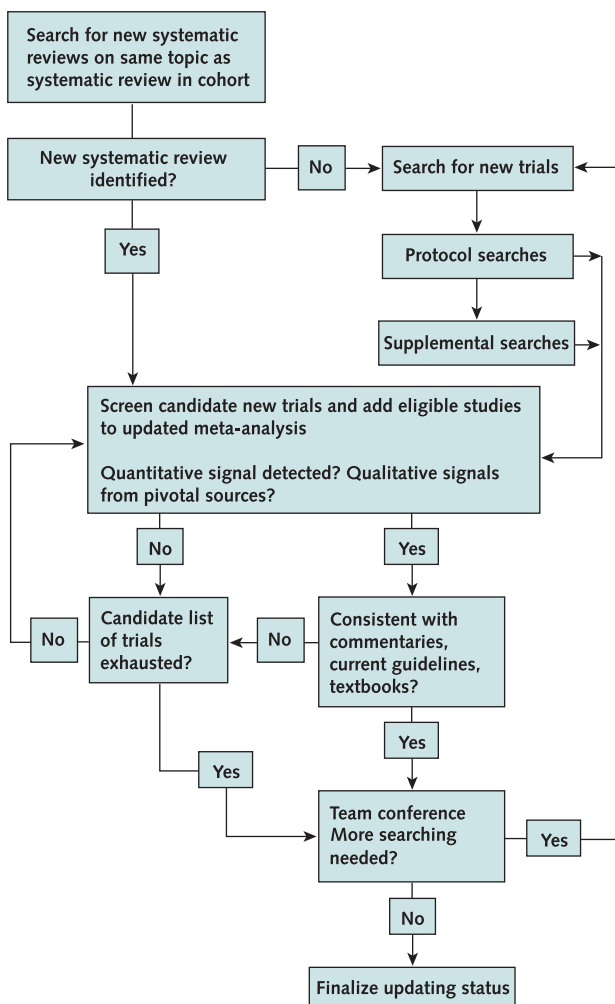 Search for new systematic
reviews on same topic as
systematic review in cohort
New systematic review
identified?
No
Search for new trials
Yes
Protocol searches
Supplemental searches
Screen candidate new trials and add eligible studies
to updated meta-analysis
Quantitative signal detected? Qualitative signals
from pivotal sources?
No
Yes
No
Candidate list
of trials
exhausted?
No
Consistent with
commentaries,
current guidelines,
textbooks?
Yes
Yes
Team conference
More searching
needed?
Yes
No
Finalize updating status